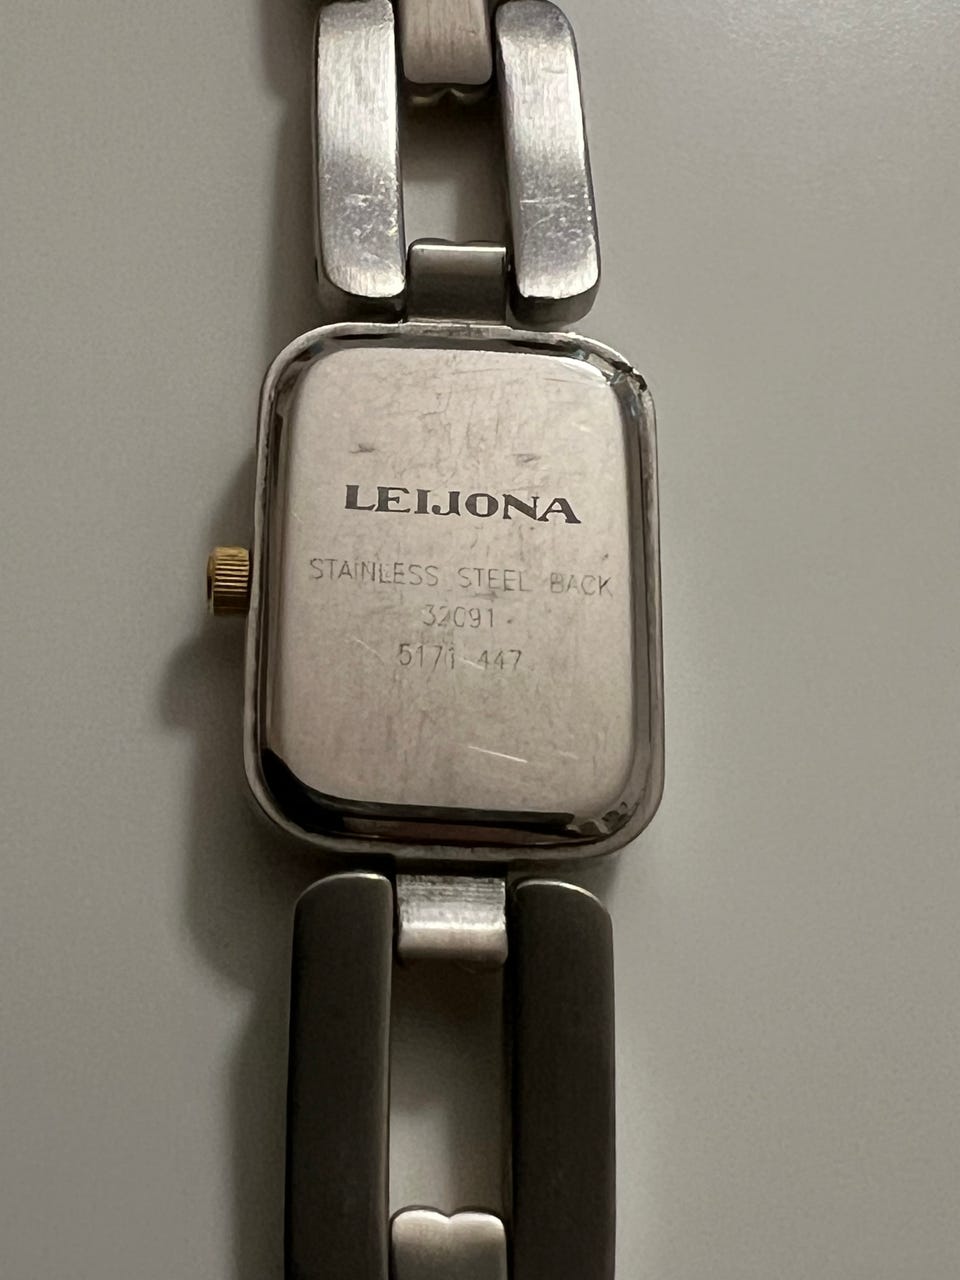 LEIJONA
STAINLESS STEEL BACK
32091
5171-447